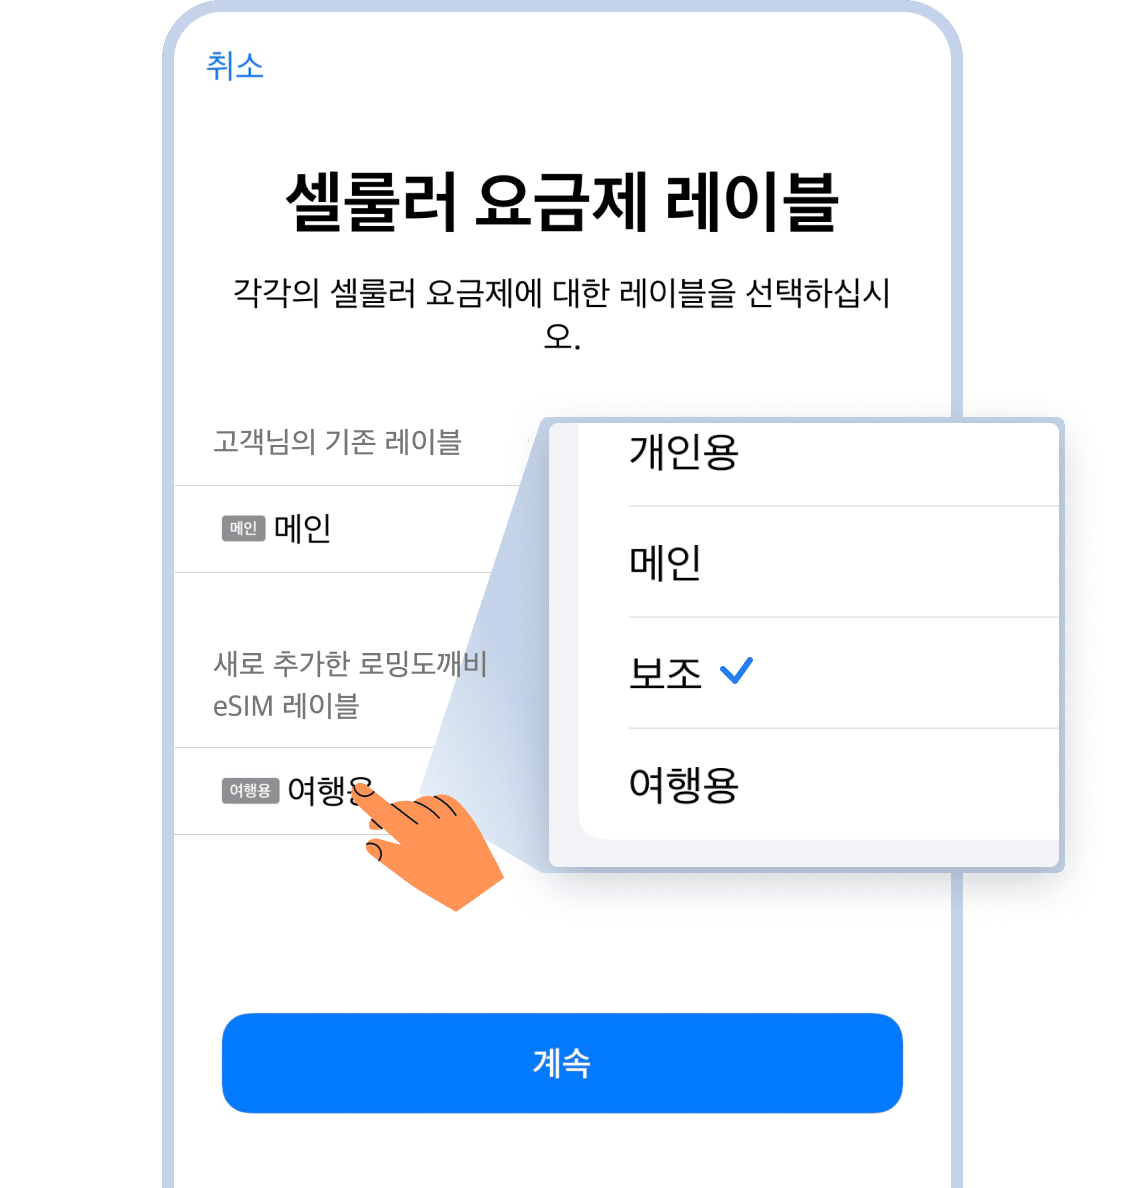 취소
셀룰러 요금제 레이블
각각의 셀룰러 요금제에 대한 레이블을 선택하십시
오.
고객님의 기존 레이블
메인 메인
새로 추가한 로밍도깨비
eSIM 레이블
여행용 여행용
개인용
메인
보조
여행용
계속